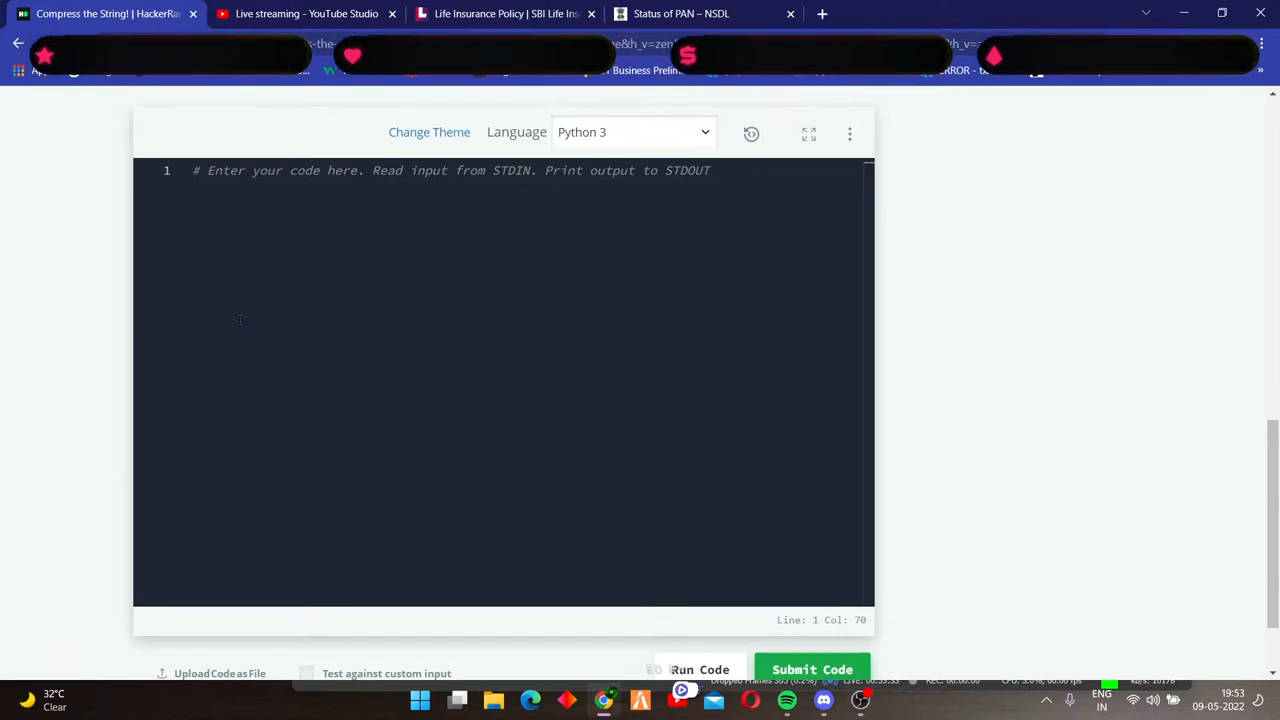 Compress the String! | HackerRan
Live streaming - YouTube Studio
Life Insurance Policy | SBI Life Ins
Status of PAN – NSDL
T Business Prelim
ERROR - t
Change Theme
Language
Python 3
1
# Enter your code here. Read input from STDIN. Print output to STDOUT
Line: 1 Col: 70
Upload Code as File
Test against custom input
Run Code
Submit Code
Dropped Frames
32°C
Clear
ENG
IN
19:53
09-05-2022